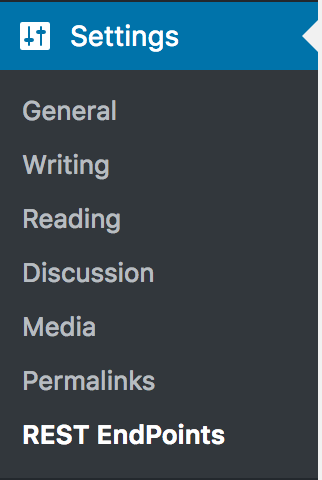 Settings
General
Writing
Reading
Discussion
Media
Permalinks
REST EndPoints